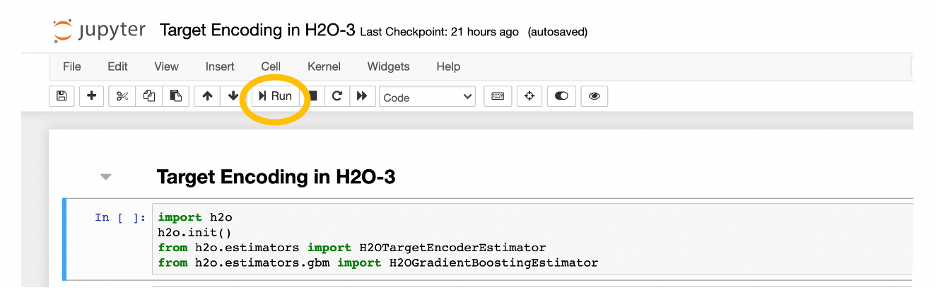 jupyter Target Encoding in H2O-3 Last Checkpoint: 21 hours ago (autosaved)
File Edit View Insert Cell Kernel Widgets Help
Run Code
Target Encoding in H2O-3
In [ ]: import h2o
h2o.init()
from h2o.estimators import H2OTargetEncoderEstimator
from h2o.estimators.gbm import H2OGradientBoostingEstimator